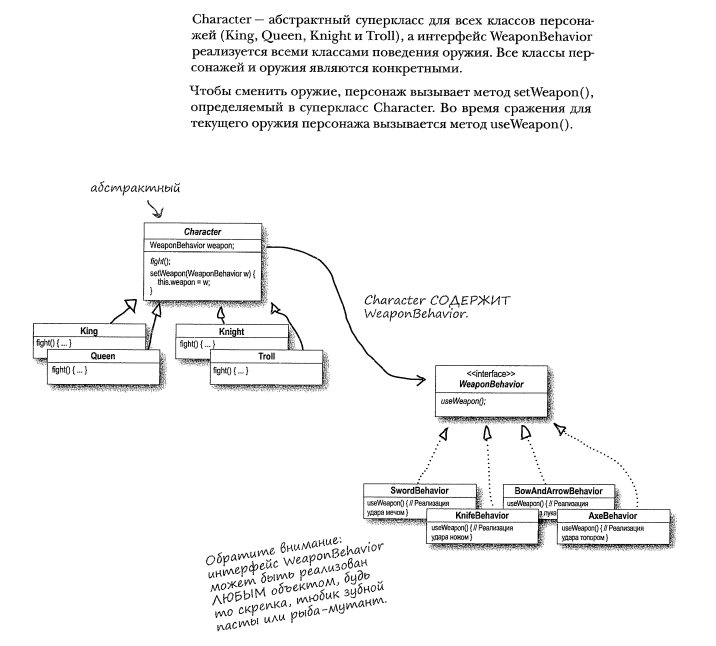 Character — абстрактный суперкласс для всех классов персона-
жей (King, Queen, Knight и Troll), а интерфейс WeaponBehavior
реализуется всеми классами поведения оружия. Все классы пер-
сонажей и оружия являются конкретными.
Чтобы сменить оружие, персонаж вызывает метод setWeapon(),
определяемый в суперкласс Character. Во время сражения для
текущего оружия персонажа вызывается метод useWeapon().
абстрактный
Character
WeaponBehavior weapon;
fight();
setWeapon(WeaponBehavior w) {
this.weapon = w;
}
Character СОДЕРЖИТ
WeaponBehavior.
King
fight() { ... }
Queen
fight() { ... }
Knight
fight() { ... }
Troll
fight() { ... }
<<interface>>
WeaponBehavior
useWeapon();
SwordBehavior
useWeapon() { // Реализация
удара мечом }
BowAndArrowBehavior
useWeapon() { // Реализация
лука
KnifeBehavior
useWeapon() { // Реализация
удара ножом }
AxeBehavior
useWeapon() { // Реализация
удара топором }
Обратите внимание:
интерфейс WeaponBehavior
может быть реализован
ЛЮБЫМ объектом, будь
то скрепка, тюбик зубной
пасты или рыба-мутант.